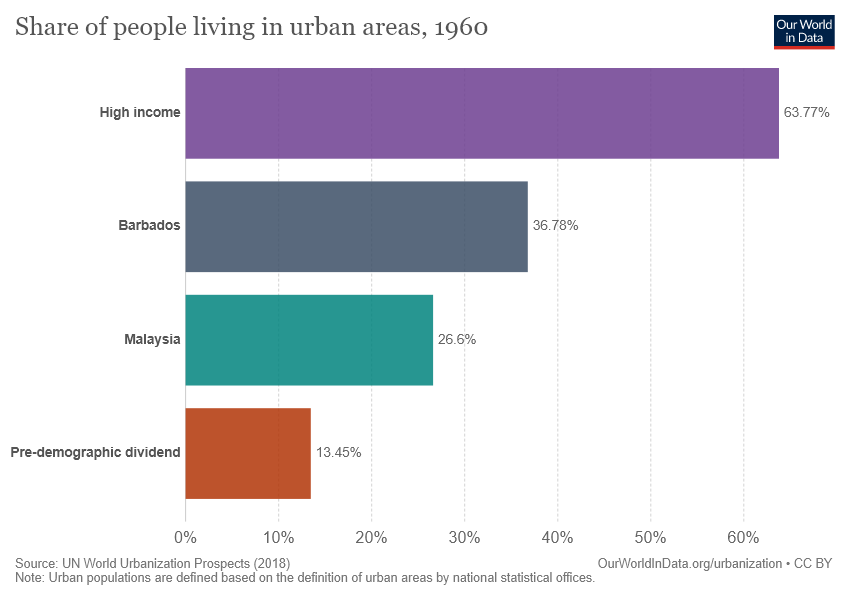 Share of people living in urban areas, 1960
Our World
in Data
High income
63.77%
Barbados
36.78%
Malaysia
26.6%
Pre-demographic dividend
13.45%
0% 10% 20% 30% 40% 50% 60%
Source: UN World Urbanization Prospects (2018)
OurWorldInData.org/urbanization • CC BY
Note: Urban populations are defined based on the definition of urban areas by national statistical offices.